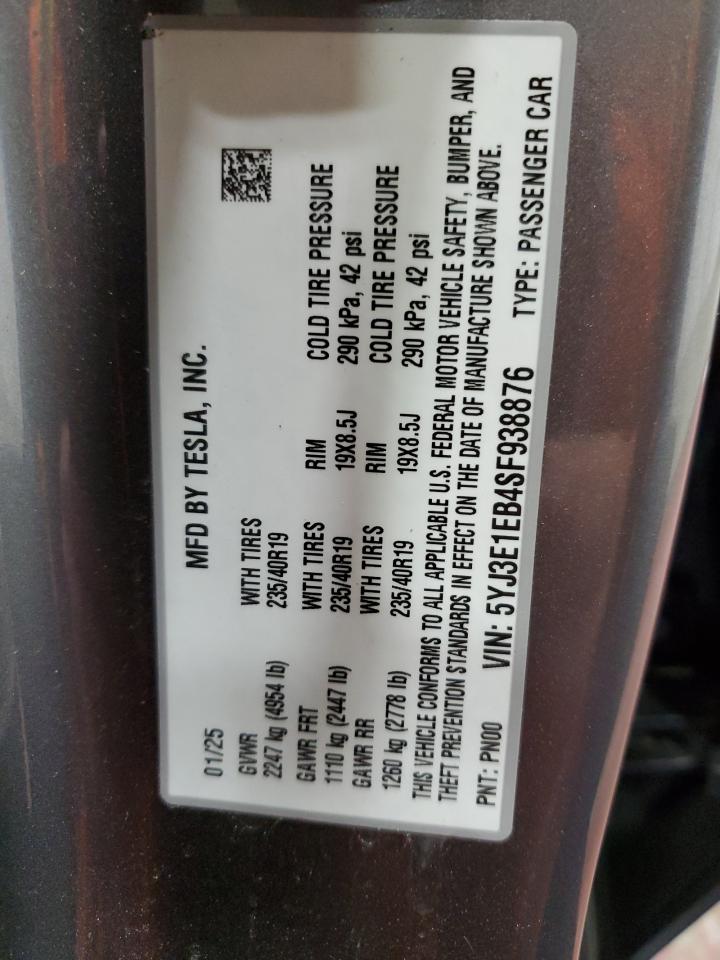 MFD BY TESLA, INC.
01/25
GVWR WITH TIRES
2247 kg (4954 lb) 235/40R19
GAWR FRT WITH TIRES RIM COLD TIRE PRESSURE
1110 kg (2447 lb) 235/40R19 19X8.5J 290 kPa, 42 psi
GAWR RR WITH TIRES RIM COLD TIRE PRESSURE
1260 kg (2778 lb) 235/40R19 19X8.5J 290 kPa, 42 psi
THIS VEHICLE CONFORMS TO ALL APPLICABLE U.S. FEDERAL MOTOR VEHICLE SAFETY, BUMPER, AND
THEFT PREVENTION STANDARDS IN EFFECT ON THE DATE OF MANUFACTURE SHOWN ABOVE.
PNT: PN00 VIN: 5YJ3E1EB4SF938876 TYPE: PASSENGER CAR